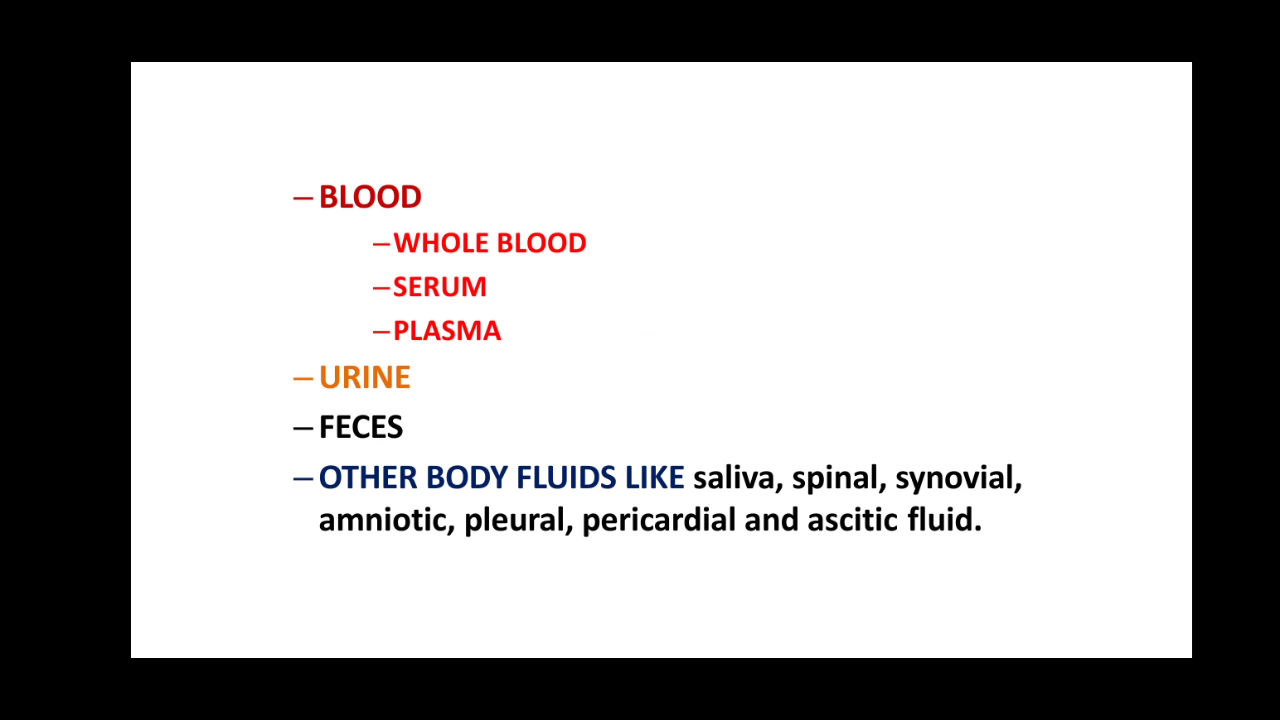 – BLOOD
– WHOLE BLOOD
– SERUM
– PLASMA
– URINE
– FECES
– OTHER BODY FLUIDS LIKE saliva, spinal, synovial,
amniotic, pleural, pericardial and ascitic fluid.